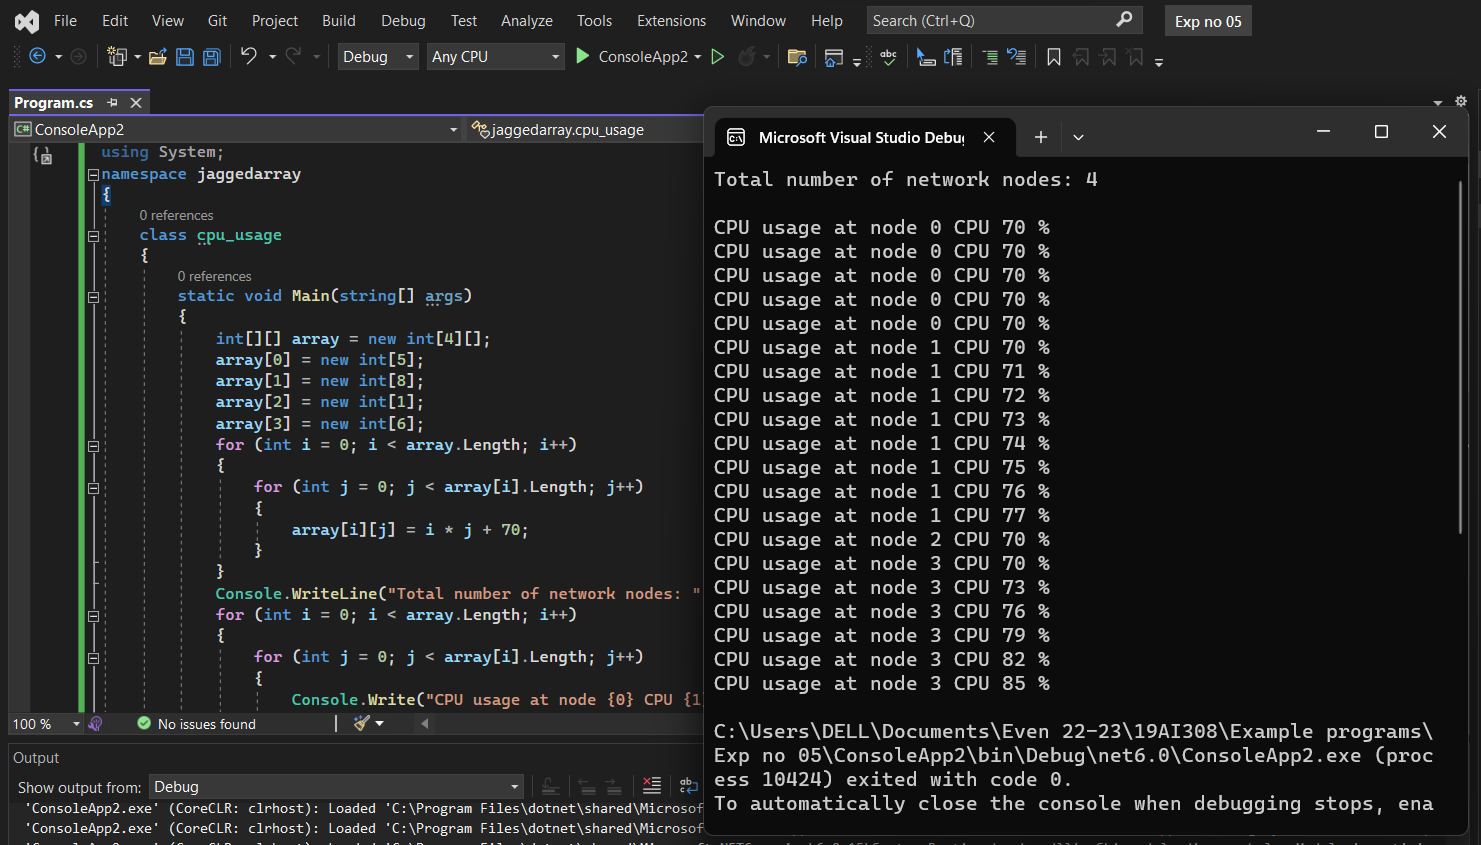 File Edit View Git Project Build Debug Test Analyze Tools Extensions Window Help Search (Ctrl+Q) Exp no 05
Debug Any CPU ConsoleApp2
Program.cs
ConsoleApp2 jaggedarray.cpu_usage
using System;
namespace jaggedarray
{
0 references
class cpu_usage
{
0 references
static void Main(string[] args)
{
int[][] array = new int[4][];
array[0] = new int[5];
array[1] = new int[8];
array[2] = new int[1];
array[3] = new int[6];
for (int i = 0; i < array.Length; i++)
{
for (int j = 0; j < array[i].Length; j++)
{
array[i][j] = i * j + 70;
}
}
Console.WriteLine("Total number of network nodes: "
for (int i = 0; i < array.Length; i++)
{
for (int j = 0; j < array[i].Length; j++)
{
Console.Write("CPU usage at node {0} CPU {1}
100 % No issues found
Output
Show output from: Debug
'ConsoleApp2.exe' (CoreCLR: clrhost): Loaded 'C:\Program Files\dotnet\shared\Microsof
'ConsoleApp2.exe' (CoreCLR: clrhost): Loaded 'C:\Program Files\dotnet\shared\Microsof
Microsoft Visual Studio Debug
Total number of network nodes: 4
CPU usage at node 0 CPU 70 %
CPU usage at node 0 CPU 70 %
CPU usage at node 0 CPU 70 %
CPU usage at node 0 CPU 70 %
CPU usage at node 0 CPU 70 %
CPU usage at node 1 CPU 70 %
CPU usage at node 1 CPU 71 %
CPU usage at node 1 CPU 72 %
CPU usage at node 1 CPU 73 %
CPU usage at node 1 CPU 74 %
CPU usage at node 1 CPU 75 %
CPU usage at node 1 CPU 76 %
CPU usage at node 1 CPU 77 %
CPU usage at node 2 CPU 70 %
CPU usage at node 3 CPU 70 %
CPU usage at node 3 CPU 73 %
CPU usage at node 3 CPU 76 %
CPU usage at node 3 CPU 79 %
CPU usage at node 3 CPU 82 %
CPU usage at node 3 CPU 85 %
C:\Users\DELL\Documents\Even 22-23\19AI308\Example programs\
Exp no 05\ConsoleApp2\bin\Debug\net6.0\ConsoleApp2.exe (proc
ess 10424) exited with code 0.
To automatically close the console when debugging stops, ena